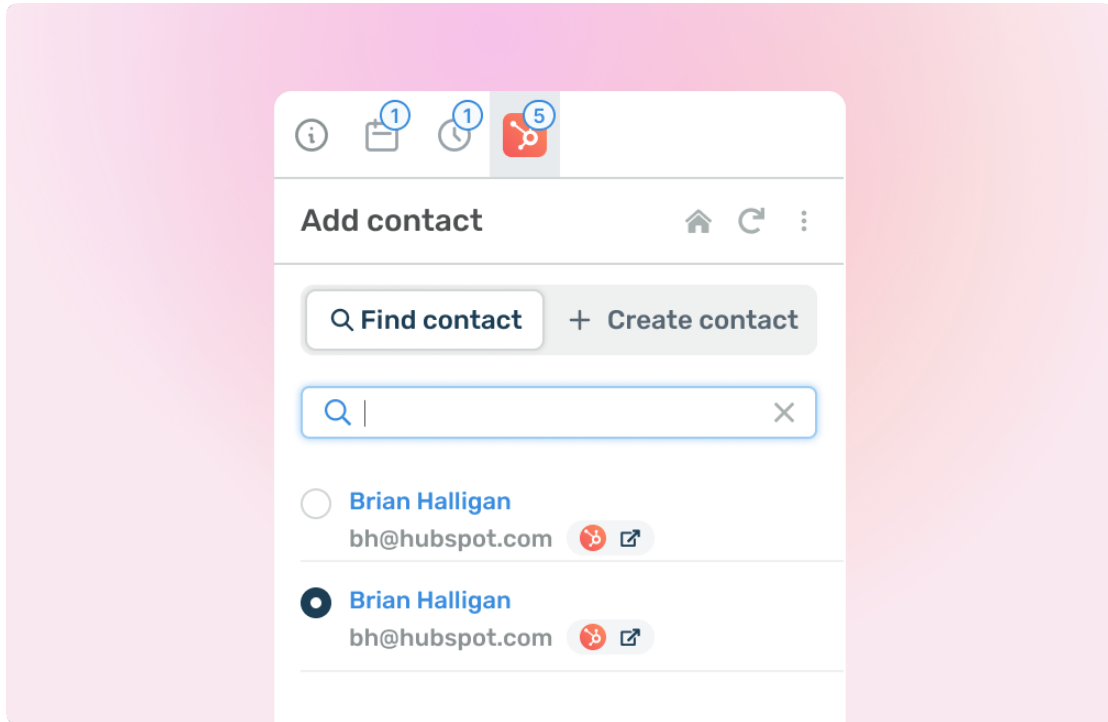 1
1
5
Add contact
Find contact
Create contact
Brian Halligan
bh@hubspot.com
Brian Halligan
bh@hubspot.com